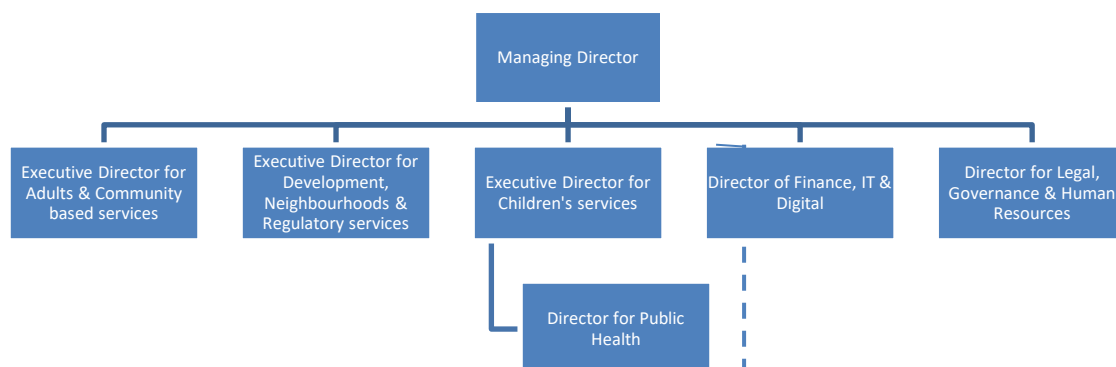 Managing Director
Executive Director for
Adults & Community
based services
Executive Director for
Development,
Neighbourhoods &
Regulatory services
Executive Director for
Children's services
Director of Finance, IT &
Digital
Director for Legal,
Governance & Human
Resources
Director for Public
Health